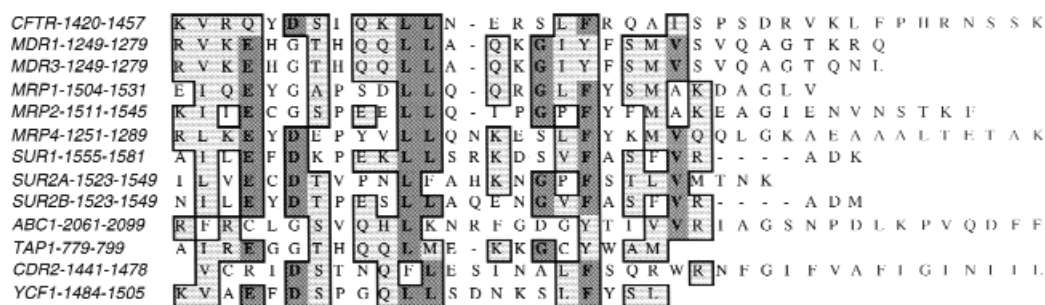 CFTR-1420-1457 K V R Q Y D S I Q K L L N - E R S L F R Q A I S P S D R V K L F P H R N S S K
MDR1-1249-1279 R V K E H G T H Q Q L L A - Q K G I Y F S M V S V Q A G T K R Q
MDR3-1249-1279 R V K E H G T H Q Q L L A - Q K G I Y F S M V S V Q A G T Q N L
MRP1-1504-1531 E I Q E Y G A P S D L L Q - Q R G L F Y S M A K D A G L V
MRP2-1511-1545 K I I E C G S P E E L L Q - I P G P F Y F M A K E A G I E N V N S T K F
MRP4-1251-1289 R L K E Y D E P Y V L L Q N K E S L F Y K M V Q Q L G K A E A A A L T E T A K
SUR1-1555-1581 A I L E F D K P E K L L S R K D S V F A S F V R - - - - A D K
SUR2A-1523-1549 I L V E C D T V P N L F A H K N G P F S T L V M T N K
SUR2B-1523-1549 N I L E Y D T P E S L L A Q E N G V F A S F V R - - - - A D M
ABC1-2061-2099 R F R C L G S V Q H L K N R F G D G Y T I V V R I A G S N P D L K P V Q D F F
TAP1-779-799 A I R E G G T H Q Q L M E - K K G C Y W A M
CDR2-1441-1478 V C R I D S T N Q F L E S I N A L F S Q R W R N F G I F V A F I G I N I I L
YCF1-1484-1505 K V A E F D S P G Q L L S D N K S L F Y S L